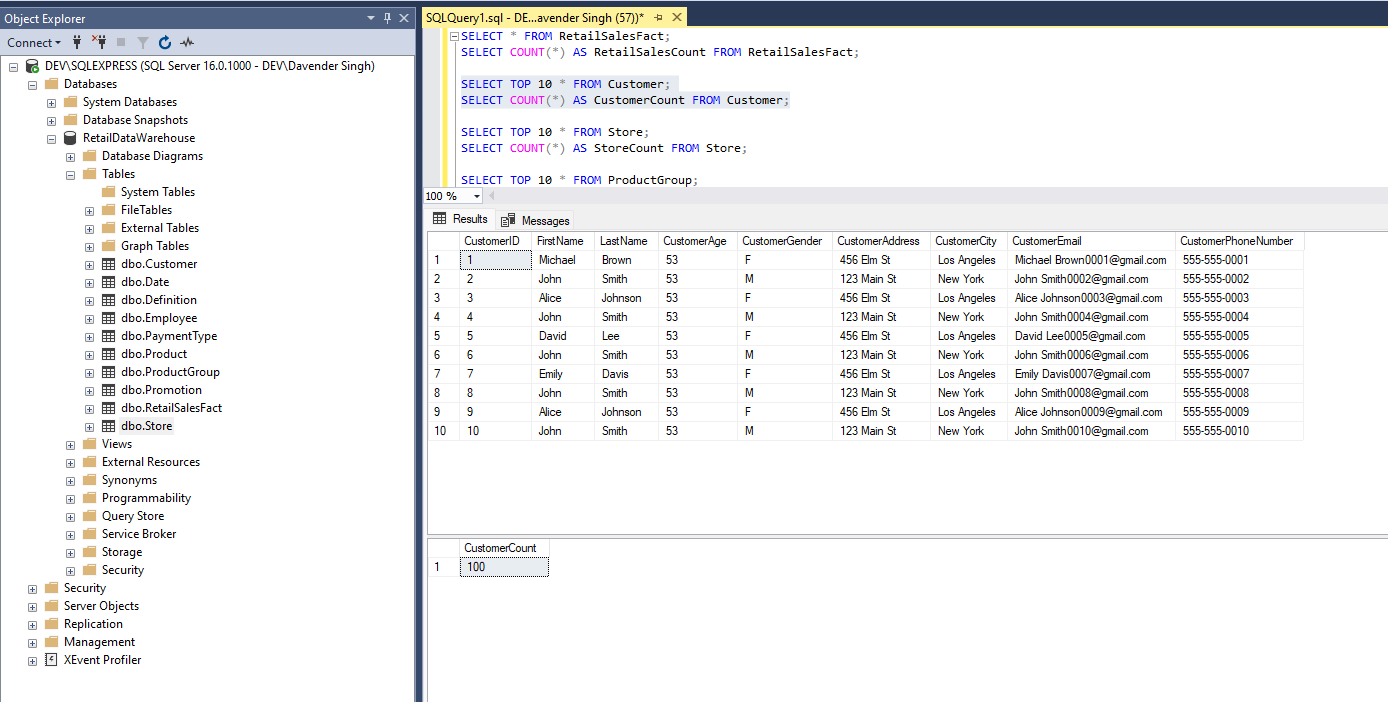 Object Explorer
Connect
DEV\SQLEXPRESS (SQL Server 16.0.1000 - DEV\Davender Singh)
Databases
System Databases
Database Snapshots
RetailDataWarehouse
Database Diagrams
Tables
System Tables
FileTables
External Tables
Graph Tables
dbo.Customer
dbo.Date
dbo.Definition
dbo.Employee
dbo.PaymentType
dbo.Product
dbo.ProductGroup
dbo.Promotion
dbo.RetailSalesFact
dbo.Store
Views
External Resources
Synonyms
Programmability
Query Store
Service Broker
Storage
Security
Security
Server Objects
Replication
Management
XEvent Profiler
SQLQuery1.sql - DE...avender Singh (57))*
SELECT * FROM RetailSalesFact;
SELECT COUNT(*) AS RetailSalesCount FROM RetailSalesFact;
SELECT TOP 10 * FROM Customer;
SELECT COUNT(*) AS CustomerCount FROM Customer;
SELECT TOP 10 * FROM Store;
SELECT COUNT(*) AS StoreCount FROM Store;
SELECT TOP 10 * FROM ProductGroup;
100 %
Results Messages
CustomerID FirstName LastName CustomerAge CustomerGender CustomerAddress CustomerCity CustomerEmail CustomerPhoneNumber
1 1 Michael Brown 53 F 456 Elm St Los Angeles Michael Brown0001@gmail.com 555-555-0001
2 2 John Smith 53 M 123 Main St New York John Smith0002@gmail.com 555-555-0002
3 3 Alice Johnson 53 F 456 Elm St Los Angeles Alice Johnson0003@gmail.com 555-555-0003
4 4 John Smith 53 M 123 Main St New York John Smith0004@gmail.com 555-555-0004
5 5 David Lee 53 F 456 Elm St Los Angeles David Lee0005@gmail.com 555-555-0005
6 6 John Smith 53 M 123 Main St New York John Smith0006@gmail.com 555-555-0006
7 7 Emily Davis 53 F 456 Elm St Los Angeles Emily Davis0007@gmail.com 555-555-0007
8 8 John Smith 53 M 123 Main St New York John Smith0008@gmail.com 555-555-0008
9 9 Alice Johnson 53 F 456 Elm St Los Angeles Alice Johnson0009@gmail.com 555-555-0009
10 10 John Smith 53 M 123 Main St New York John Smith0010@gmail.com 555-555-0010
CustomerCount
1 100